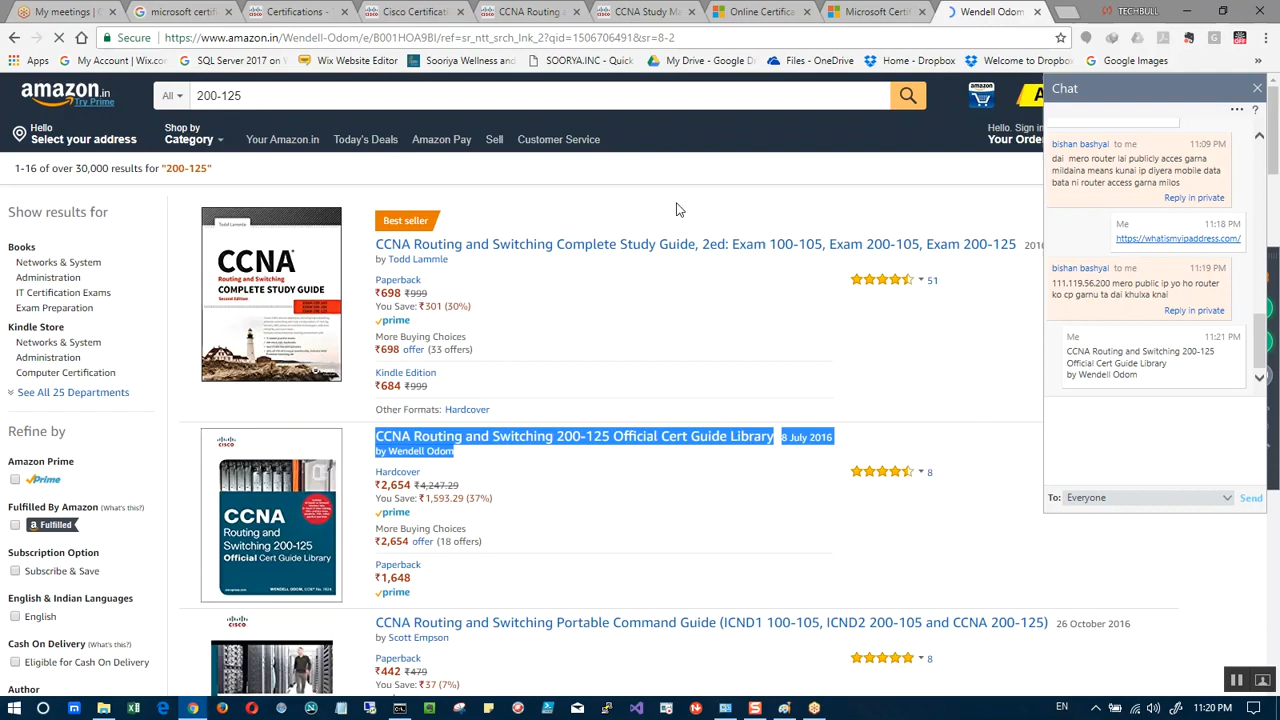 My meetings |
microsoft certifica
Certifications -
Certification
CCNA Routing an
CCNA Study Mate
Online Certificatio
Microsoft Certific
Wendell Odom
TECHBULL
Secure
https://www.amazon.in/Wendell-Odom/e/B001HOA9BI/ref=sr_ntt_srch_lnk_2?qid=1506706491&sr=8-2
Apps
My Account | Wor
SQL Server 2017
Wix Website Editor
Sooriya Wellness and
SOORYA.INC - Quick
My Drive - Google D
Files - OneDrive
Welcome to Dropbo
Google Images
amazon.in
Try Prime
All
200-125
Hello
Select your address
Shop by
Category
Your Amazon.in
Today's Deals
Amazon Pay
Sell
Customer Service
Hello. Sign in
Your Order
1-16 of over 30,000 results for "200-125"
Show results for
Books
Networks & System
Administration
IT Certification Exams
Exam Preparation
Kindle Store
Networks & System
Administration
Computer Certification
See All 25 Departments
Refine by
Amazon Prime
Prime
Fulfilled By Amazon (What's this?)
Fulfilled
Subscription Option
Subscribe & Save
English & Indian Languages
English
Cash On Delivery (What's this?)
Eligible for Cash On Delivery
Author
Todd Lammle
CCNA
Routing and Switching
COMPLETE STUDY GUIDE
Second Edition
Best seller
CCNA Routing and Switching Complete Study Guide, 2ed: Exam 100-105, Exam 200-105, Exam 200-125
by Todd Lammle
Paperback
₹698 ₹999
You Save: ₹301 (30%)
prime
More Buying Choices
₹698 offer (33 offers)
Kindle Edition
₹684 ₹999
Other Formats: Hardcover
51
CISCO
CCNA
Routing and
Switching 200-125
Official Cert Guide Library
CCNA Routing and Switching 200-125 Official Cert Guide Library 8 July 2016
by Wendell Odom
Hardcover
₹2,654 ₹4,247.29
You Save: ₹1,593.29 (37%)
prime
More Buying Choices
₹2,654 offer (18 offers)
Paperback
₹1,648
prime
8
CISCO
CCNA Routing and Switching Portable Command Guide (ICND1 100-105, ICND2 200-105 and CCNA 200-125) 26 October 2016
by Scott Empson
Paperback
₹442 ₹479
You Save: ₹37 (7%)
8
Chat
bishan bashyal to me 11:09 PM
dai mero router lai publicly acces garna
mildaina means kunai ip diyera mobile data
bata ni router access garna milos
Reply in private
Me 11:18 PM
https://whatismyipaddress.com/
bishan bashyal to me 11:19 PM
111.119.56.200 mero public ip yo ho router
ko cp garnu ta dai khuixa knai
Reply in private
Me 11:21 PM
CCNA Routing and Switching 200-125
Official Cert Guide Library
by Wendell Odom
To: Everyone
Send
EN
11:20 PM